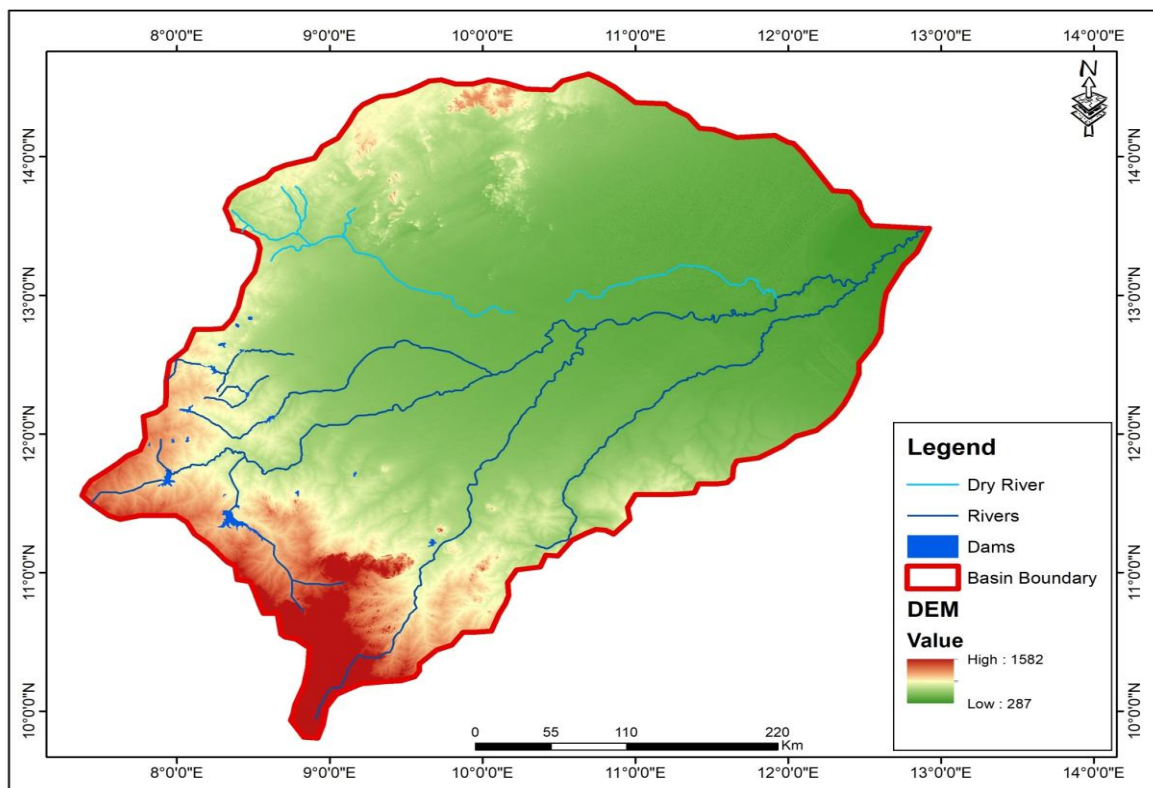 8°0'0"E 9°0'0"E 10°0'0"E 11°0'0"E 12°0'0"E 13°0'0"E 14°0'0"E
N
14°0'0"N 14°0'0"N
13°0'0"N 13°0'0"N
12°0'0"N 12°0'0"N
11°0'0"N 11°0'0"N
10°0'0"N 10°0'0"N
Legend
Dry River
Rivers
Dams
Basin Boundary
DEM
Value
High : 1582
Low : 287
0 55 110 220
Km
8°0'0"E 9°0'0"E 10°0'0"E 11°0'0"E 12°0'0"E 13°0'0"E 14°0'0"E